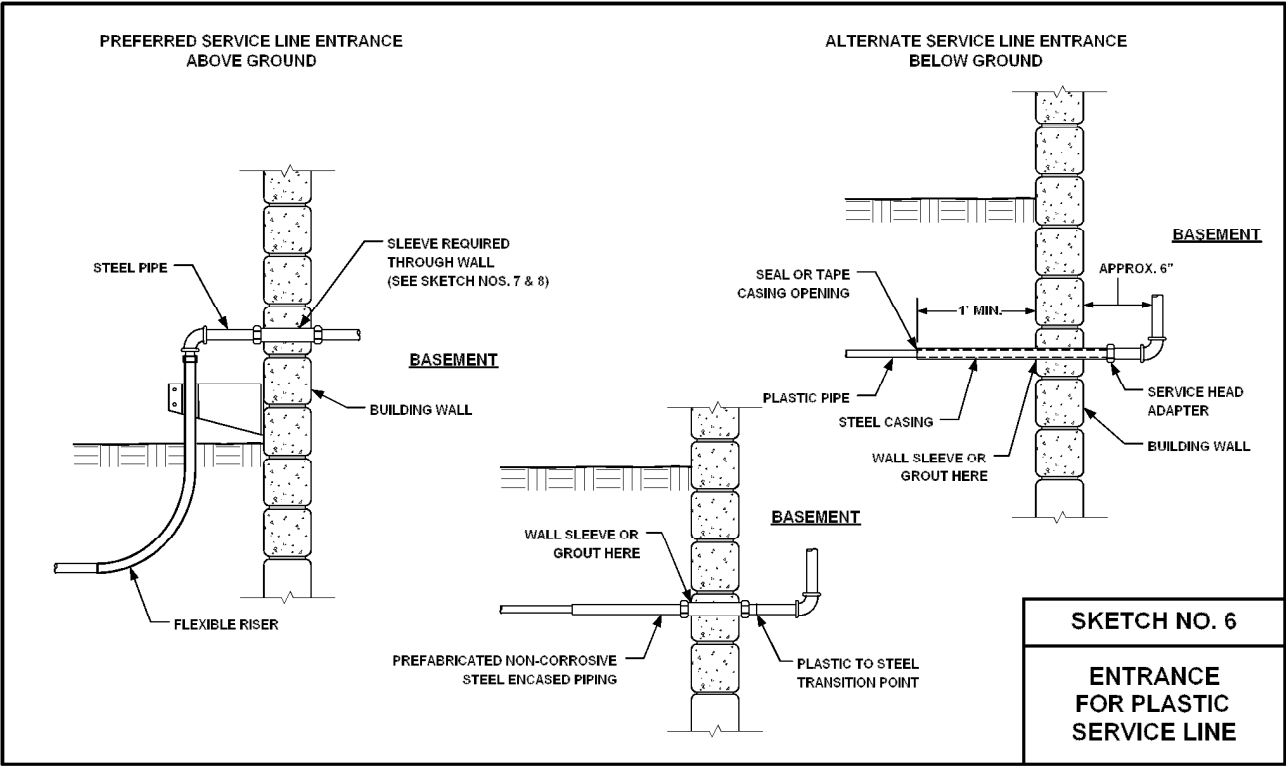 PREFERRED SERVICE LINE ENTRANCE
ABOVE GROUND
STEEL PIPE
SLEEVE REQUIRED
THROUGH WALL
(SEE SKETCH NOS. 7 & 8)
BASEMENT
BUILDING WALL
FLEXIBLE RISER
ALTERNATE SERVICE LINE ENTRANCE
BELOW GROUND
BASEMENT
SEAL OR TAPE
CASING OPENING
1' MIN.
APPROX. 6"
PLASTIC PIPE
STEEL CASING
WALL SLEEVE OR
GROUT HERE
SERVICE HEAD
ADAPTER
BUILDING WALL
BASEMENT
WALL SLEEVE OR
GROUT HERE
PREFABRICATED NON-CORROSIVE
STEEL ENCASED PIPING
PLASTIC TO STEEL
TRANSITION POINT
SKETCH NO. 6
ENTRANCE
FOR PLASTIC
SERVICE LINE